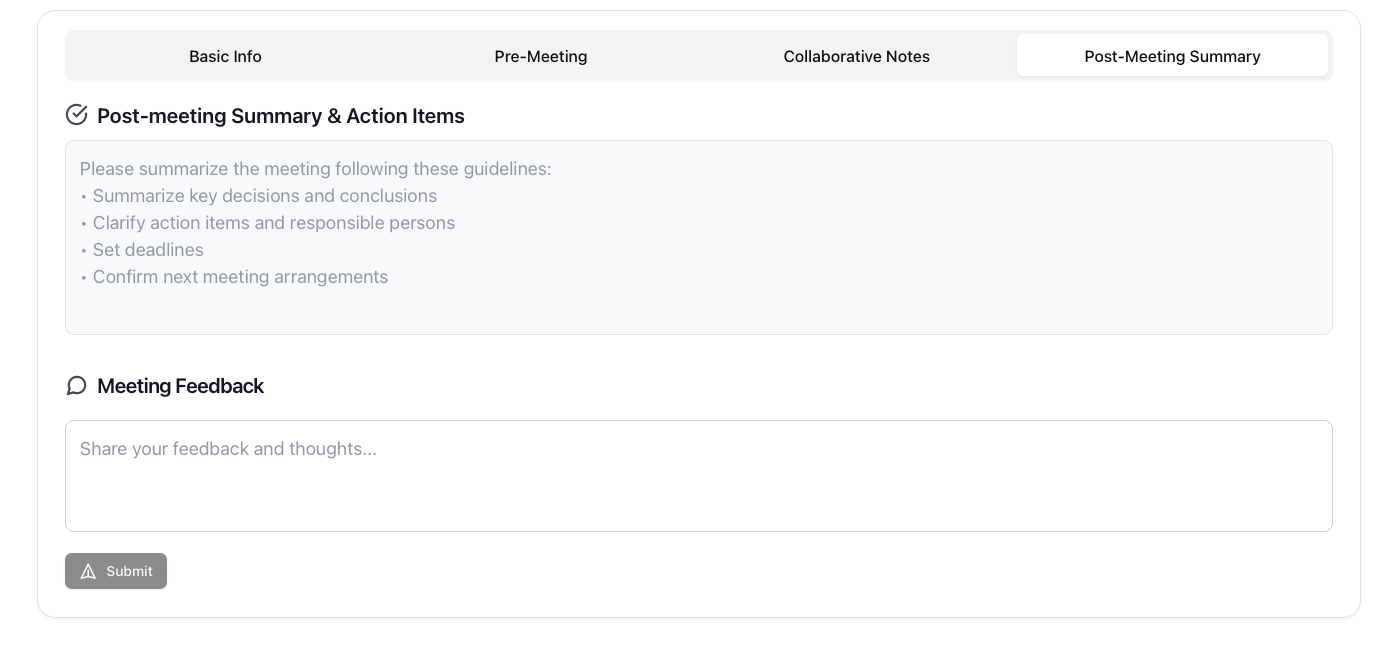 Basic Info
Pre-Meeting
Collaborative Notes
Post-Meeting Summary
Post-meeting Summary & Action Items
Please summarize the meeting following these guidelines:
• Summarize key decisions and conclusions
• Clarify action items and responsible persons
• Set deadlines
• Confirm next meeting arrangements
Meeting Feedback
Share your feedback and thoughts...
Submit